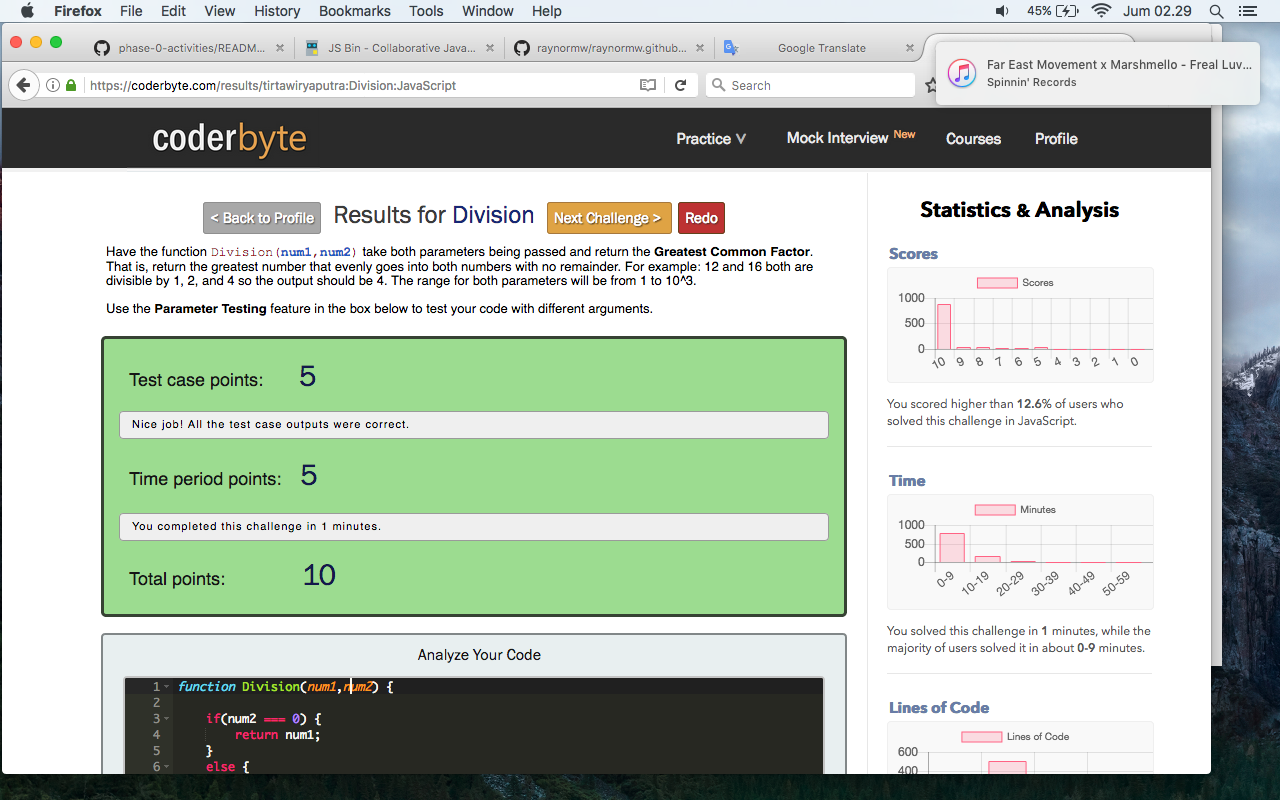 Firefox File Edit View History Bookmarks Tools Window Help 45% Jum 02.29
phase-0-activities/READM... × JS Bin - Collaborative Java... × raynormw/raynormw.github... × Google Translate ×
Far East Movement x Marshmello - Freal Luv...
Spinnin' Records
https://coderbyte.com/results/tirtawiryaputra:Division:JavaScript Search
coderbyte Practice V Mock Interview New Courses Profile
< Back to Profile Results for Division Next Challenge > Redo
Have the function Division(num1,num2) take both parameters being passed and return the Greatest Common Factor.
That is, return the greatest number that evenly goes into both numbers with no remainder. For example: 12 and 16 both are
divisible by 1, 2, and 4 so the output should be 4. The range for both parameters will be from 1 to 10^3.
Use the Parameter Testing feature in the box below to test your code with different arguments.
Test case points: 5
Nice job! All the test case outputs were correct.
Time period points: 5
You completed this challenge in 1 minutes.
Total points: 10
Analyze Your Code
1 function Division(num1,num2) {
2
3 if(num2 === 0) {
4 return num1;
5 }
6 else {
Statistics & Analysis
Scores
Scores
1000
500
0
10 9 8 7 6 5 4 3 2 1 0
You scored higher than 12.6% of users who
solved this challenge in JavaScript.
Time
Minutes
1000
500
0
0-9 10-19 20-29 30-39 40-49 50-59
You solved this challenge in 1 minutes, while the
majority of users solved it in about 0-9 minutes.
Lines of Code
Lines of Code
600
400